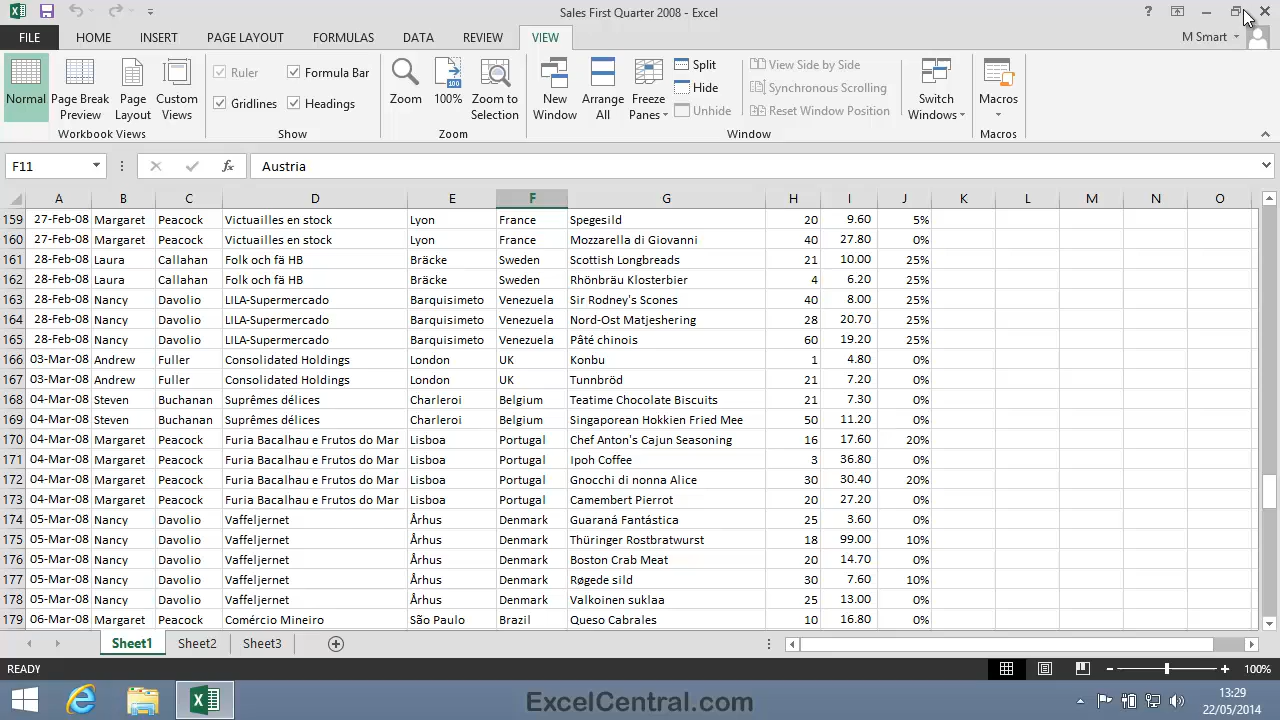 Sales First Quarter 2008 - Excel
?
FILE HOME INSERT PAGE LAYOUT FORMULAS DATA REVIEW VIEW M Smart
Normal Page Break Preview Page Layout Custom Views
Ruler Formula Bar
Gridlines Headings
Zoom 100% Zoom to Selection
New Window Arrange All Freeze Panes
Split
Hide
Unhide
View Side by Side
Synchronous Scrolling
Reset Window Position
Switch Windows Macros
Workbook Views Show Zoom Window Macros
F11 fx Austria
A B C D E F G H I J K L M N O
159 27-Feb-08 Margaret Peacock Victuailles en stock Lyon France Spegesild 20 9.60 5%
160 27-Feb-08 Margaret Peacock Victuailles en stock Lyon France Mozzarella di Giovanni 40 27.80 0%
161 28-Feb-08 Laura Callahan Folk och fä HB Bräcke Sweden Scottish Longbreads 21 10.00 25%
162 28-Feb-08 Laura Callahan Folk och fä HB Bräcke Sweden Rhönbräu Klosterbier 4 6.20 25%
163 28-Feb-08 Nancy Davolio LILA-Supermercado Barquisimeto Venezuela Sir Rodney's Scones 40 8.00 25%
164 28-Feb-08 Nancy Davolio LILA-Supermercado Barquisimeto Venezuela Nord-Ost Matjeshering 28 20.70 25%
165 28-Feb-08 Nancy Davolio LILA-Supermercado Barquisimeto Venezuela Pâté chinois 60 19.20 25%
166 03-Mar-08 Andrew Fuller Consolidated Holdings London UK Konbu 1 4.80 0%
167 03-Mar-08 Andrew Fuller Consolidated Holdings London UK Tunnbröd 21 7.20 0%
168 04-Mar-08 Steven Buchanan Suprêmes délices Charleroi Belgium Teatime Chocolate Biscuits 21 7.30 0%
169 04-Mar-08 Steven Buchanan Suprêmes délices Charleroi Belgium Singaporean Hokkien Fried Mee 50 11.20 0%
170 04-Mar-08 Margaret Peacock Furia Bacalhau e Frutos do Mar Lisboa Portugal Chef Anton's Cajun Seasoning 16 17.60 20%
171 04-Mar-08 Margaret Peacock Furia Bacalhau e Frutos do Mar Lisboa Portugal Ipoh Coffee 3 36.80 0%
172 04-Mar-08 Margaret Peacock Furia Bacalhau e Frutos do Mar Lisboa Portugal Gnocchi di nonna Alice 30 30.40 20%
173 04-Mar-08 Margaret Peacock Furia Bacalhau e Frutos do Mar Lisboa Portugal Camembert Pierrot 20 27.20 0%
174 05-Mar-08 Nancy Davolio Vaffeljernet Århus Denmark Guaraná Fantástica 25 3.60 0%
175 05-Mar-08 Nancy Davolio Vaffeljernet Århus Denmark Thüringer Rostbratwurst 18 99.00 10%
176 05-Mar-08 Nancy Davolio Vaffeljernet Århus Denmark Boston Crab Meat 20 14.70 0%
177 05-Mar-08 Nancy Davolio Vaffeljernet Århus Denmark Røgede sild 30 7.60 10%
178 05-Mar-08 Nancy Davolio Vaffeljernet Århus Denmark Valkoinen suklaa 25 13.00 0%
179 06-Mar-08 Margaret Peacock Comércio Mineiro São Paulo Brazil Queso Cabrales 10 16.80 0%
Sheet1 Sheet2 Sheet3
READY 100%
ExcelCentral.com
13:29
22/05/2014